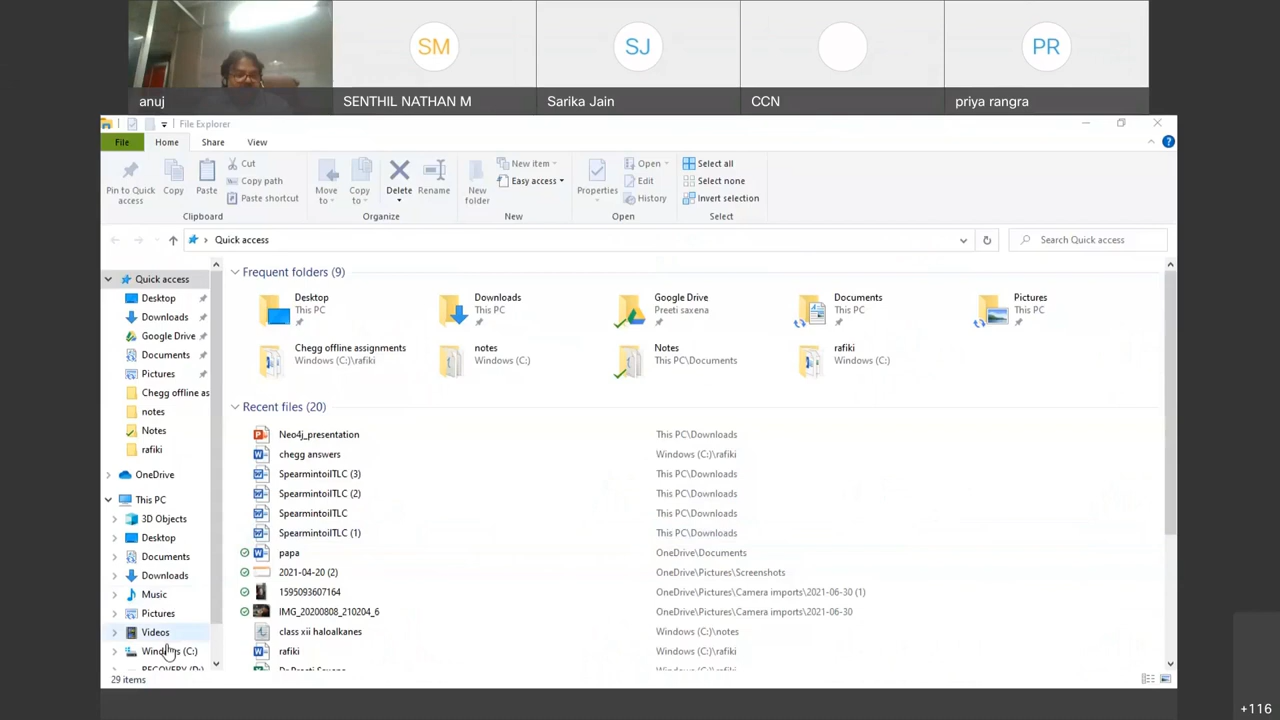 SM
SJ
PR
anuj
SENTHIL NATHAN M
Sarika Jain
CCN
priya rangra
File Explorer
File
Home
Share
View
Pin to Quick access
Copy
Paste
Cut
Copy path
Paste shortcut
Clipboard
Move to
Copy to
Delete
Rename
Organize
New folder
New item
Easy access
New
Properties
Open
Edit
History
Open
Select all
Select none
Invert selection
Select
Quick access
Search Quick access
Quick access
Desktop
Downloads
Google Drive
Documents
Pictures
Chegg offline as
notes
Notes
rafiki
OneDrive
This PC
3D Objects
Desktop
Documents
Downloads
Music
Pictures
Videos
Windows (C:)
RECOVERY (D:)
Frequent folders (9)
Desktop
This PC
Downloads
This PC
Google Drive
Preeti saxena
Documents
This PC
Pictures
This PC
Chegg offline assignments
Windows (C:)\rafiki
notes
Windows (C:)
Notes
This PC\Documents
rafiki
Windows (C:)
Recent files (20)
Neo4j_presentation This PC\Downloads
chegg answers Windows (C:)\rafiki
SpearmintoilTLC (3) This PC\Downloads
SpearmintoilTLC (2) This PC\Downloads
SpearmintoilTLC This PC\Downloads
SpearmintoilTLC (1) This PC\Downloads
papa OneDrive\Documents
2021-04-20 (2) OneDrive\Pictures\Screenshots
1595093607164 OneDrive\Pictures\Camera imports\2021-06-30 (1)
IMG_20200808_210204_6 OneDrive\Pictures\Camera imports\2021-06-30
class xii haloalkanes Windows (C:)\notes
rafiki Windows (C:)\rafiki
Dr Preeti Saxena Windows (C:)\rafiki
29 items
+116